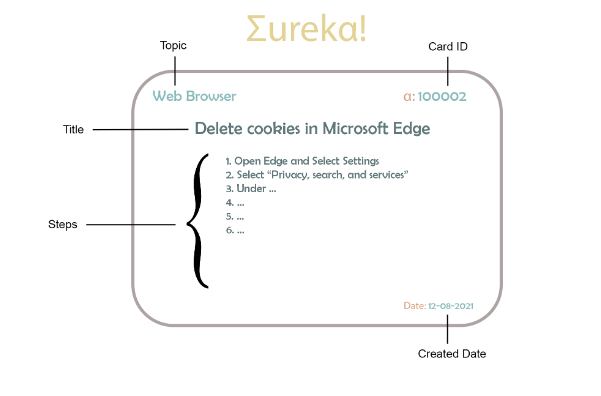 Σurekα!
Topic
Card ID
Web Browser
α: 100002
Title
Delete cookies in Microsoft Edge
1. Open Edge and Select Settings
2. Select “Privacy, search, and services”
3. Under ...
4. ...
5. ...
6. ...
Steps
Date: 12-08-2021
Created Date